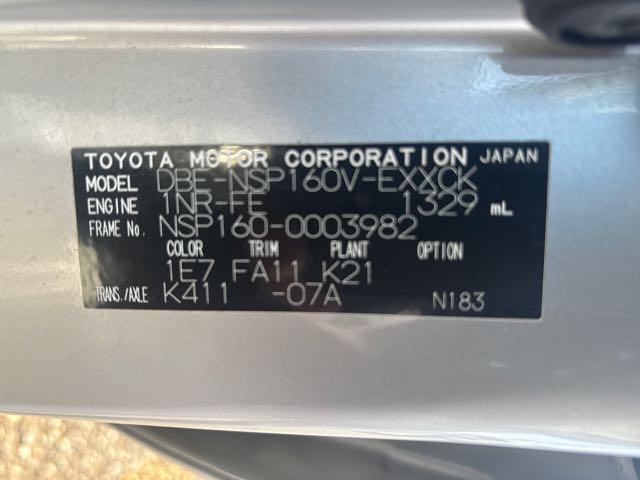 TOYOTA MOTOR CORPORATION JAPAN
MODEL DBE-NSP160V-EXXCK
ENGINE 1NR-FE 1329 mL
FRAME No. NSP160-0003982
COLOR TRIM PLANT OPTION
1E7 FA11 K21
TRANS./AXLE K411 -07A N183